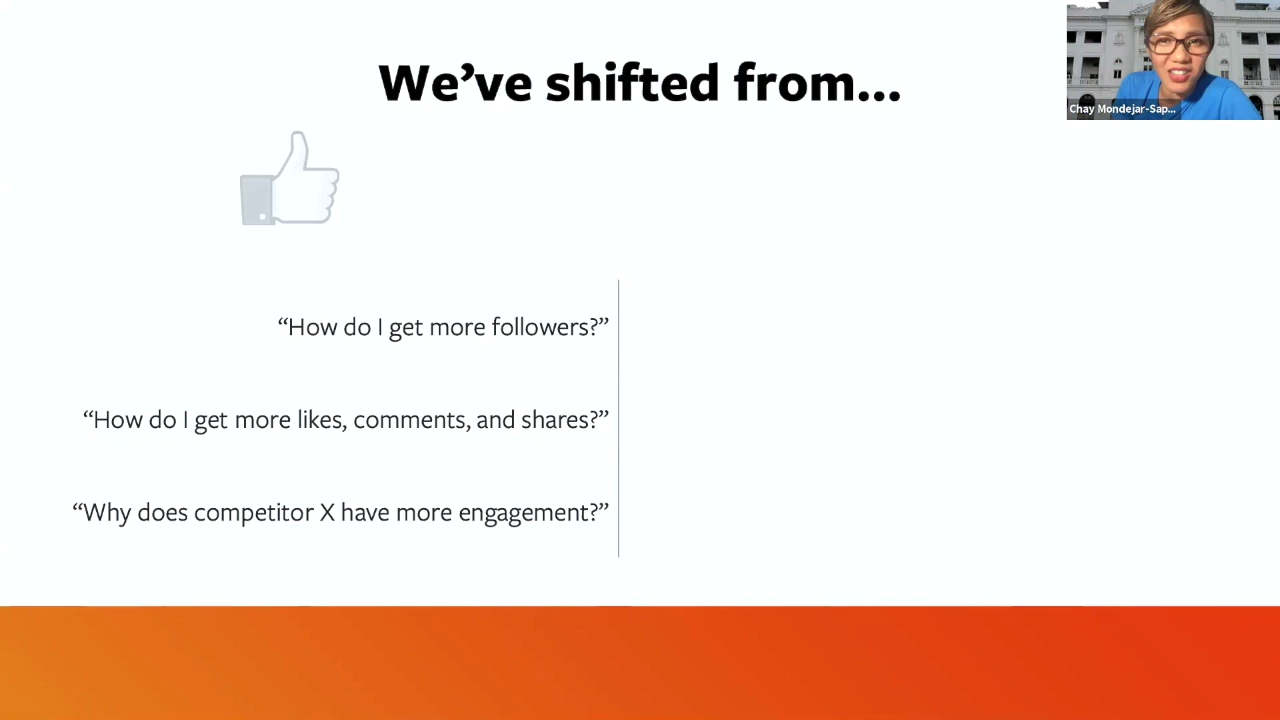 We’ve shifted from...
Chay Mondejar-Sap...
“How do I get more followers?”
“How do I get more likes, comments, and shares?”
“Why does competitor X have more engagement?”